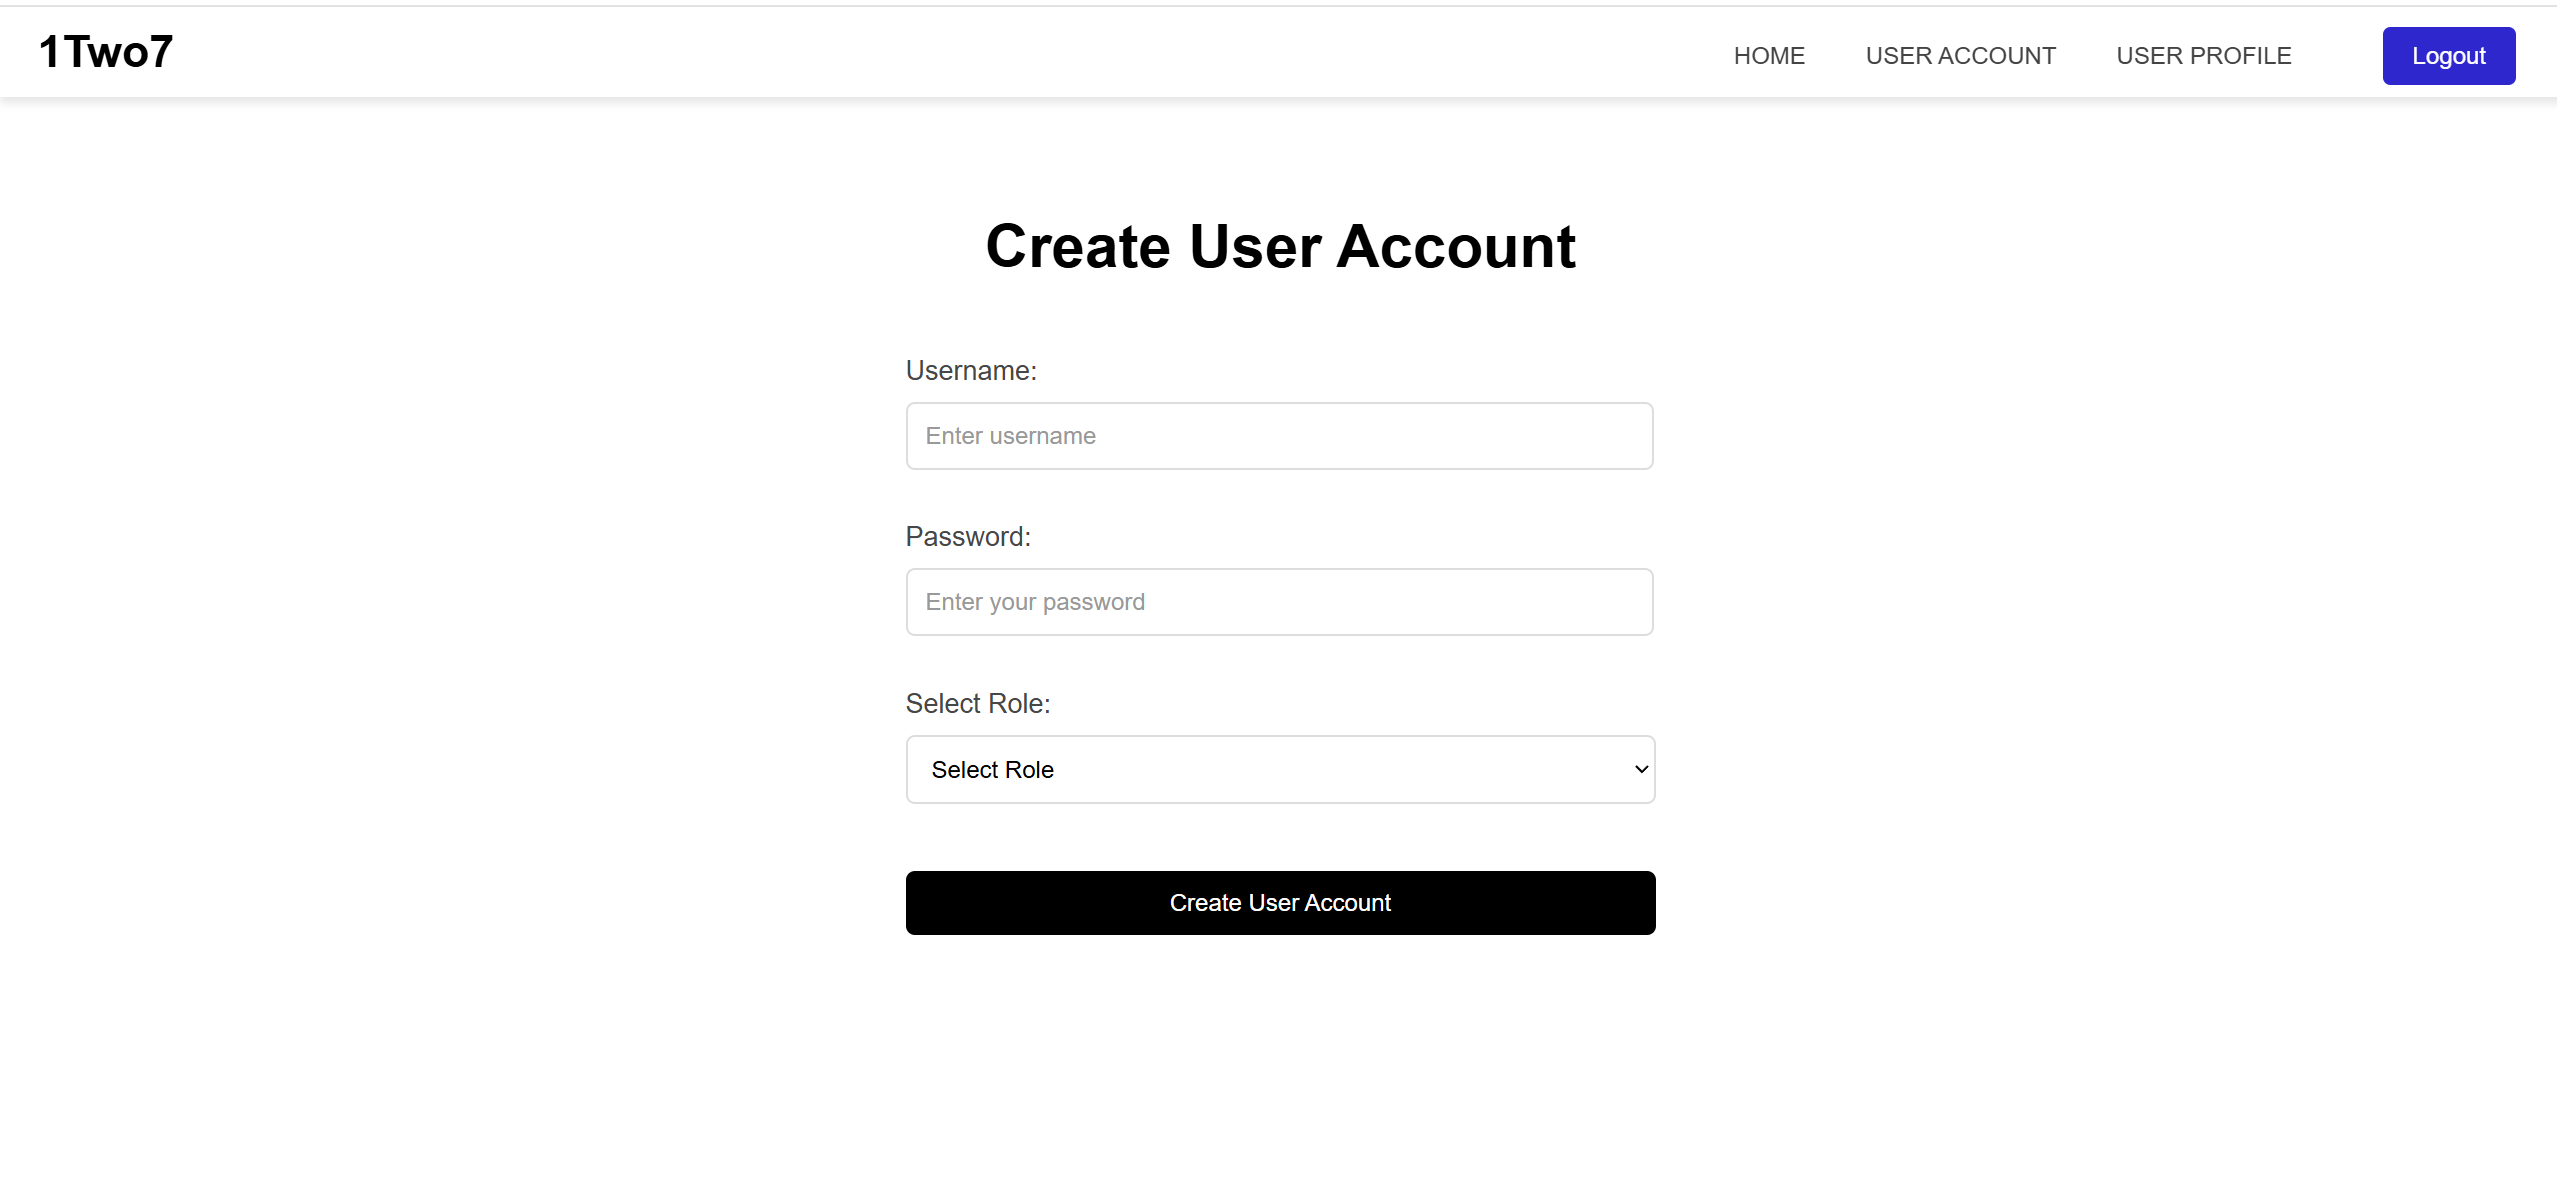 1Two7 HOME USER ACCOUNT USER PROFILE Logout
Create User Account
Username:
Enter username
Password:
Enter your password
Select Role:
Select Role
Create User Account